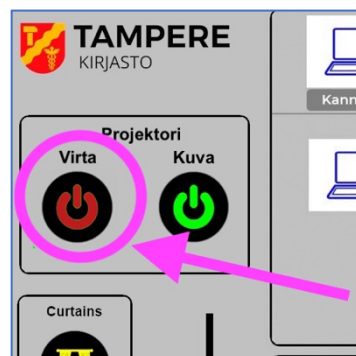 TAMPERE
KIRJASTO
Projektori
Virta
Kuva
Curtains